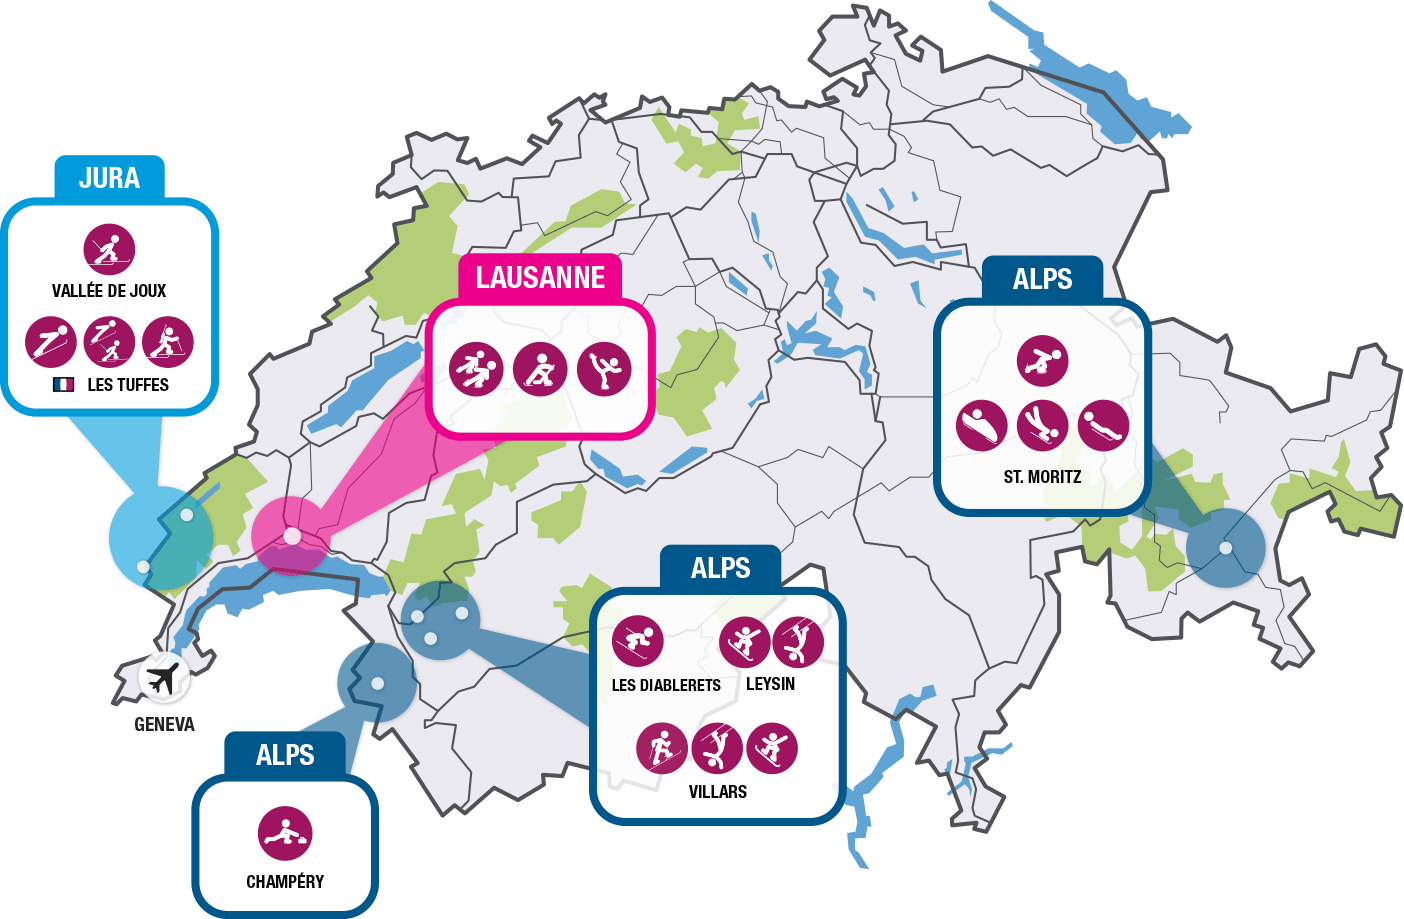 JURA
VALLÉE DE JOUX
LES TUFFES
LAUSANNE
ALPS
ST. MORITZ
ALPS
LES DIABLERETS
LEYSIN
VILLARS
GENEVA
ALPS
CHAMPÉRY